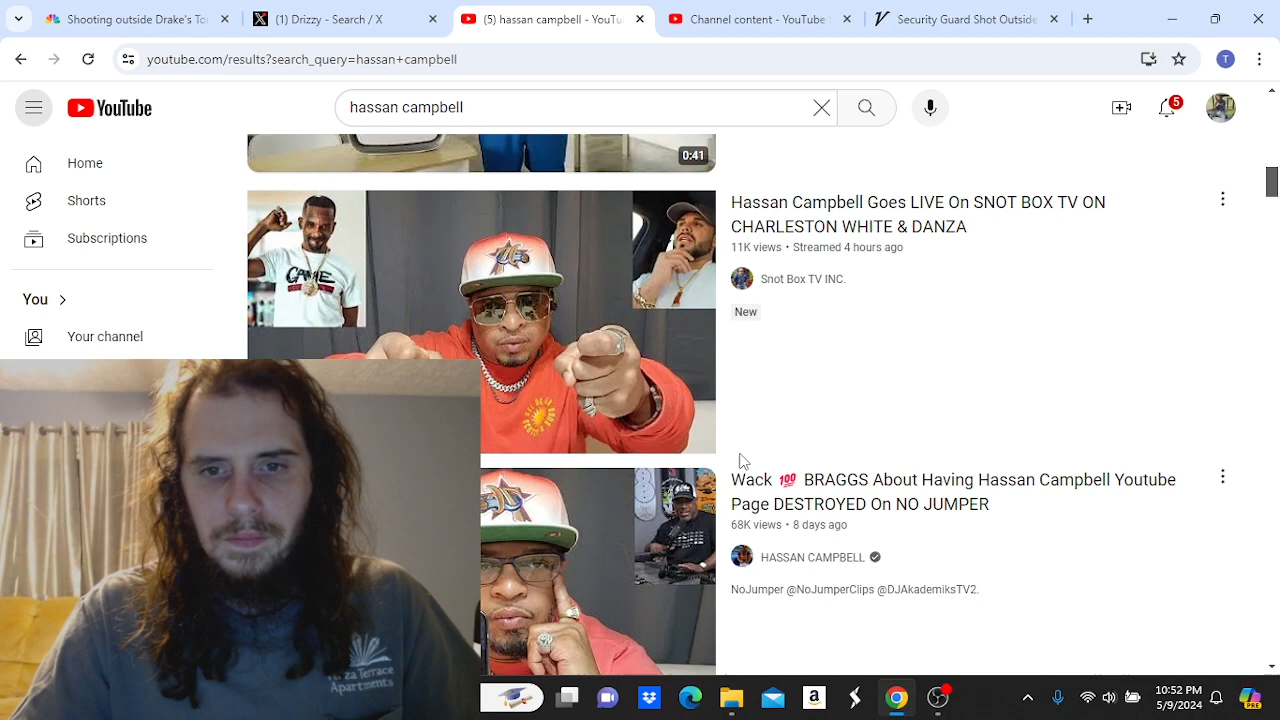 Shooting outside Drake's To
(1) Drizzy - Search / X
(5) hassan campbell - YouTu
Channel content - YouTube
Security Guard Shot Outside
youtube.com/results?search_query=hassan+campbell
T
YouTube
hassan campbell
5
Home
Shorts
Subscriptions
You
Your channel
0:41
Hassan Campbell Goes LIVE On SNOT BOX TV ON
CHARLESTON WHITE & DANZA
11K views • Streamed 4 hours ago
Snot Box TV INC.
New
Wack 💯 BRAGGS About Having Hassan Campbell Youtube
Page DESTROYED On NO JUMPER
68K views • 8 days ago
HASSAN CAMPBELL
NoJumper @NoJumperClips @DJAkademiksTV2.
Terrace
Apartments
10:52 PM
5/9/2024
PRE